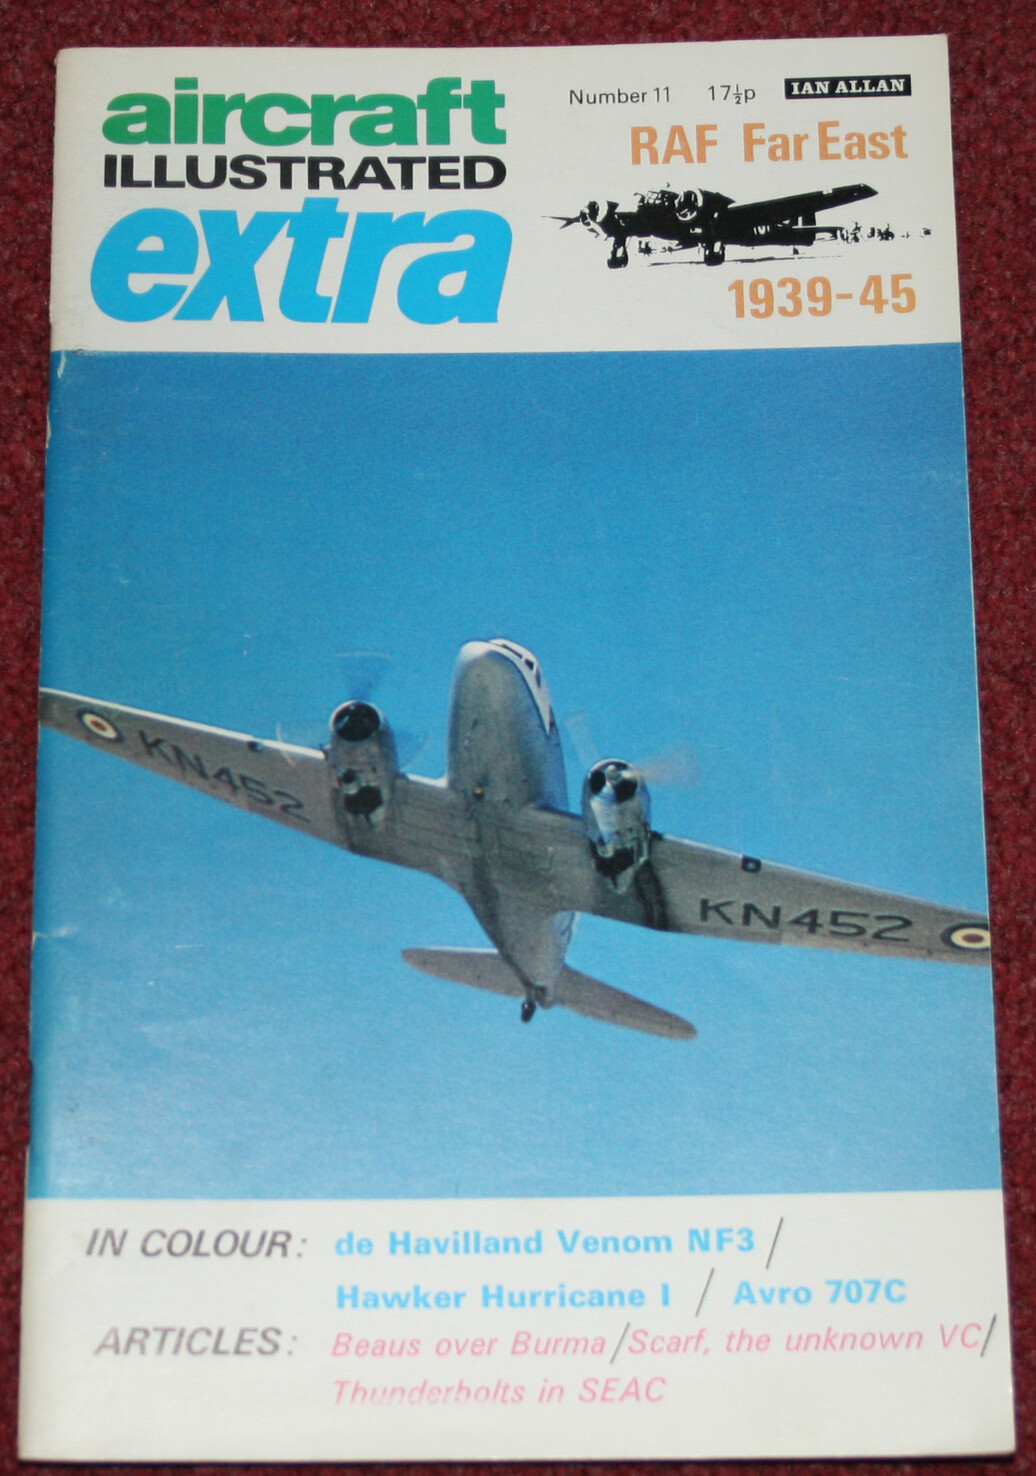 aircraft
ILLUSTRATED
extra
Number 11 17½p IAN ALLAN
RAF Far East
1939-45
KN452
KN452
IN COLOUR: de Havilland Venom NF3 /
Hawker Hurricane I / Avro 707C
ARTICLES: Beaus over Burma/Scarf, the unknown VC/
Thunderbolts in SEAC